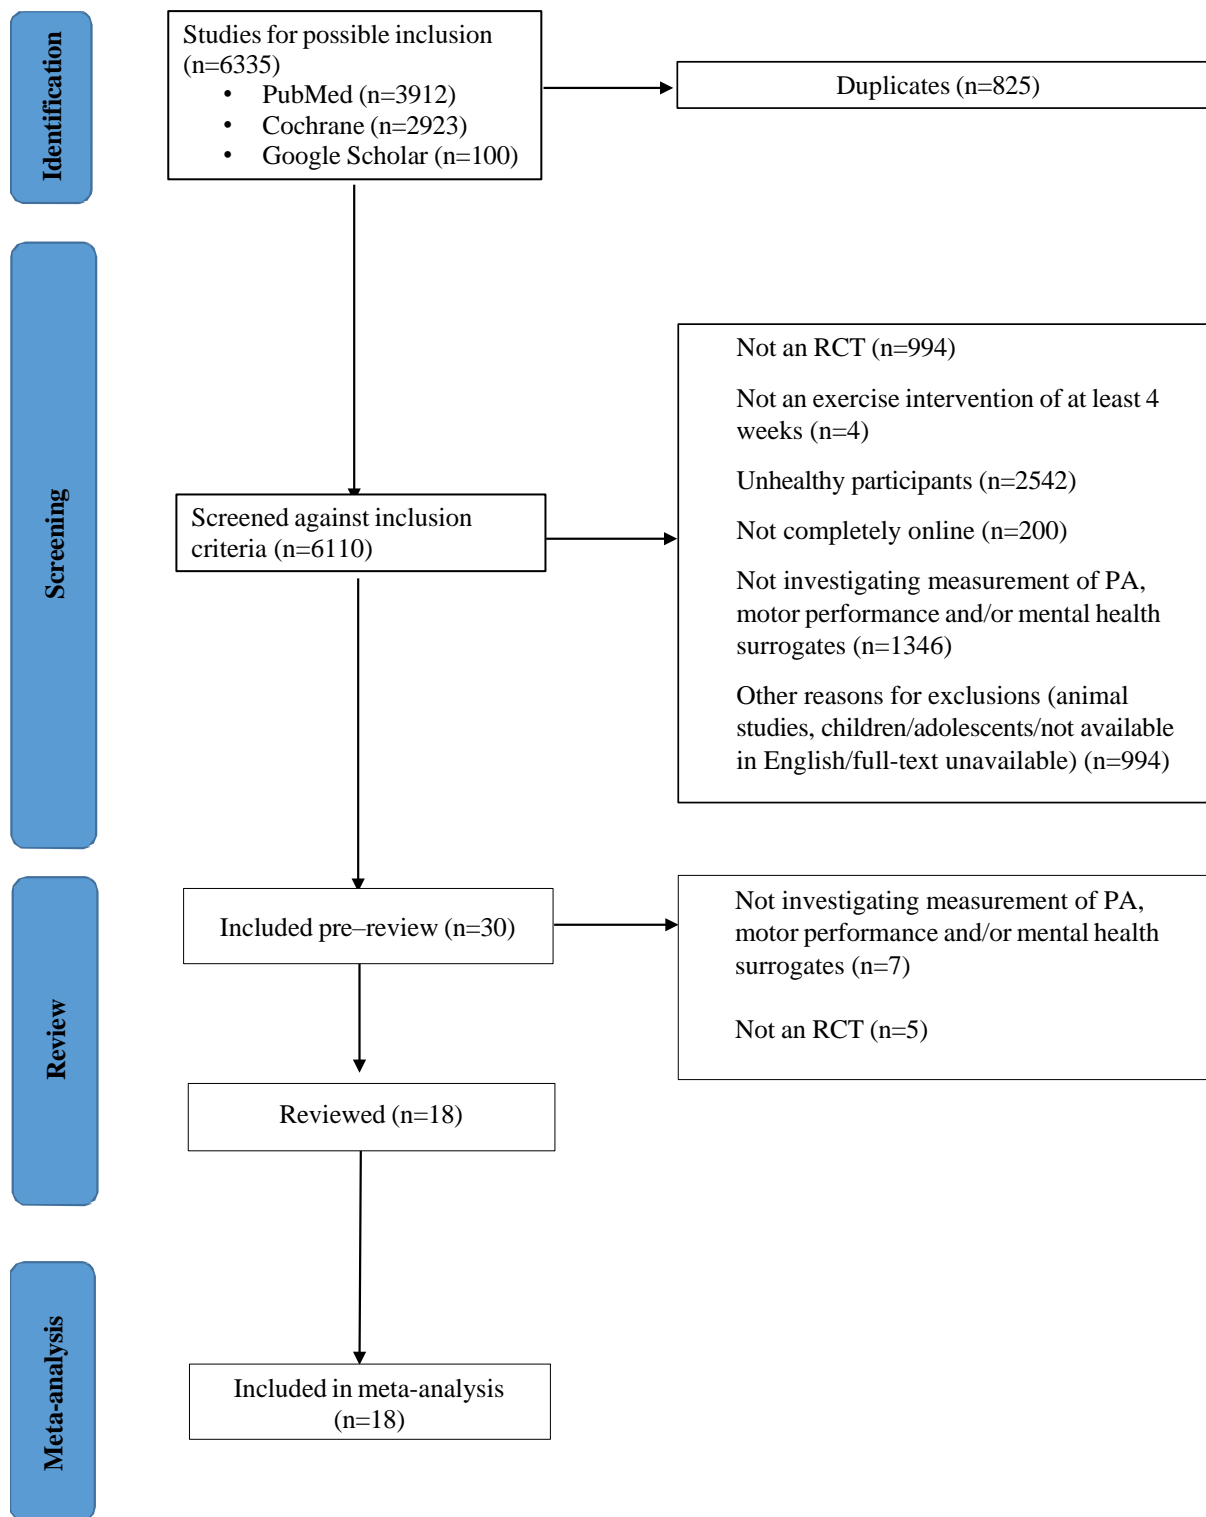 Identification
Studies for possible inclusion
(n=6335)
• PubMed (n=3912)
• Cochrane (n=2923)
• Google Scholar (n=100)
Duplicates (n=825)
Screening
Screened against inclusion
criteria (n=6110)
Not an RCT (n=994)
Not an exercise intervention of at least 4
weeks (n=4)
Unhealthy participants (n=2542)
Not completely online (n=200)
Not investigating measurement of PA,
motor performance and/or mental health
surrogates (n=1346)
Other reasons for exclusions (animal
studies, children/adolescents/not available
in English/full-text unavailable) (n=994)
Review
Included pre–review (n=30)
Not investigating measurement of PA,
motor performance and/or mental health
surrogates (n=7)
Not an RCT (n=5)
Reviewed (n=18)
Meta-analysis
Included in meta-analysis
(n=18)